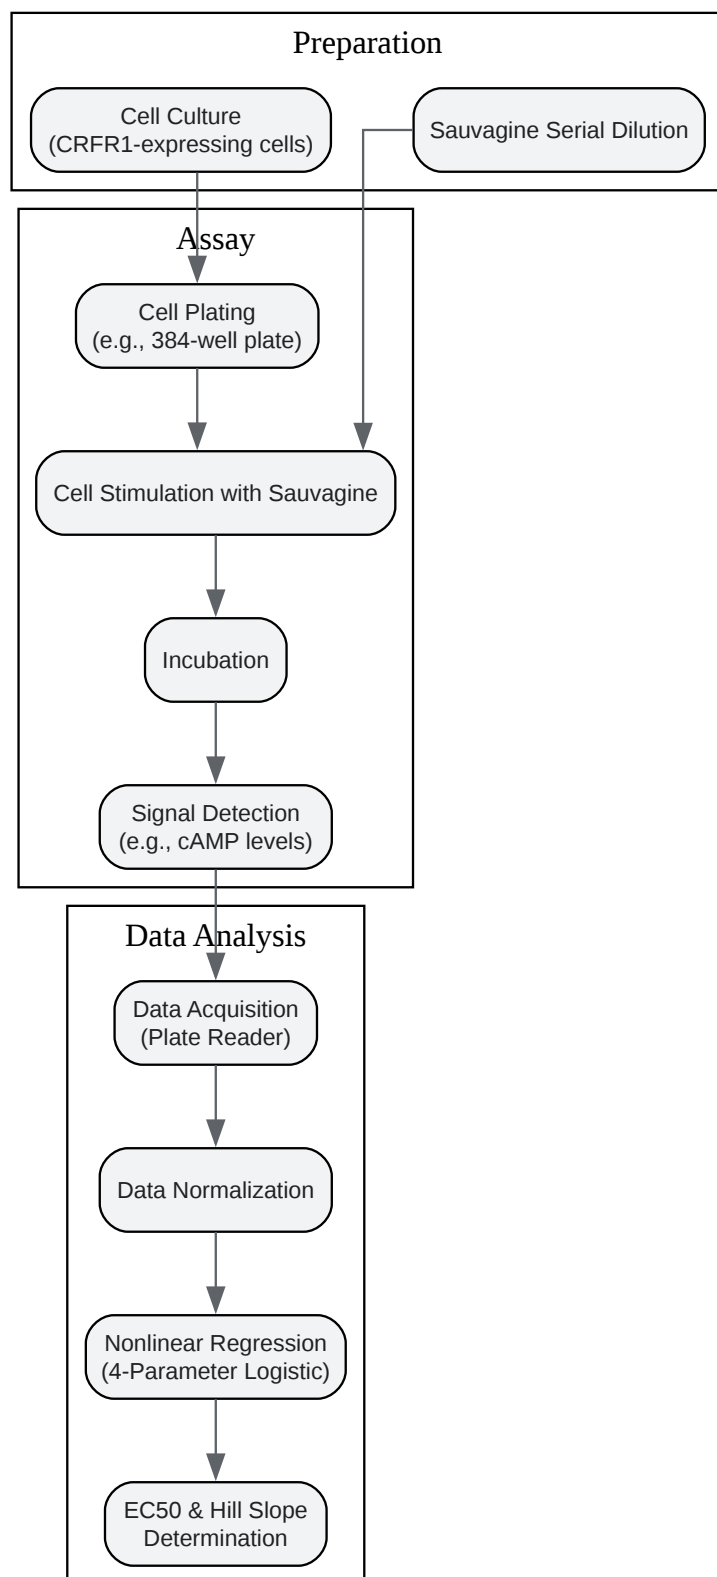 Preparation
Cell Culture
(CRFR1-expressing cells)
Sauvagine Serial Dilution
Assay
Cell Plating
(e.g., 384-well plate)
Cell Stimulation with Sauvagine
Incubation
Signal Detection
(e.g., cAMP levels)
Data Analysis
Data Acquisition
(Plate Reader)
Data Normalization
Nonlinear Regression
(4-Parameter Logistic)
EC50 & Hill Slope
Determination